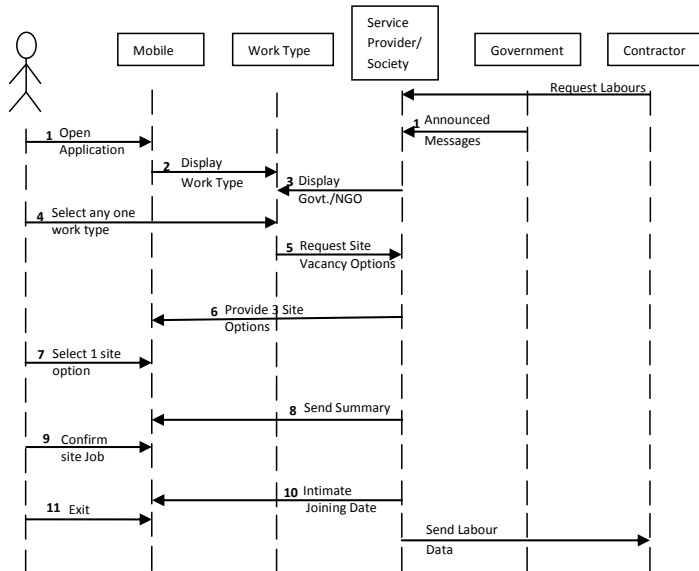 Service
Provider/
Society
Mobile
Work Type
Government
Contractor
Request Labours
1 Announced
Messages
1 Open
Application
2 Display
Work Type
3 Display
Govt./NGO
4 Select any one
work type
5 Request Site
Vacancy Options
6 Provide 3 Site
Options
7 Select 1 site
option
8 Send Summary
9 Confirm
site Job
10 Intimate
Joining Date
11 Exit
Send Labour
Data